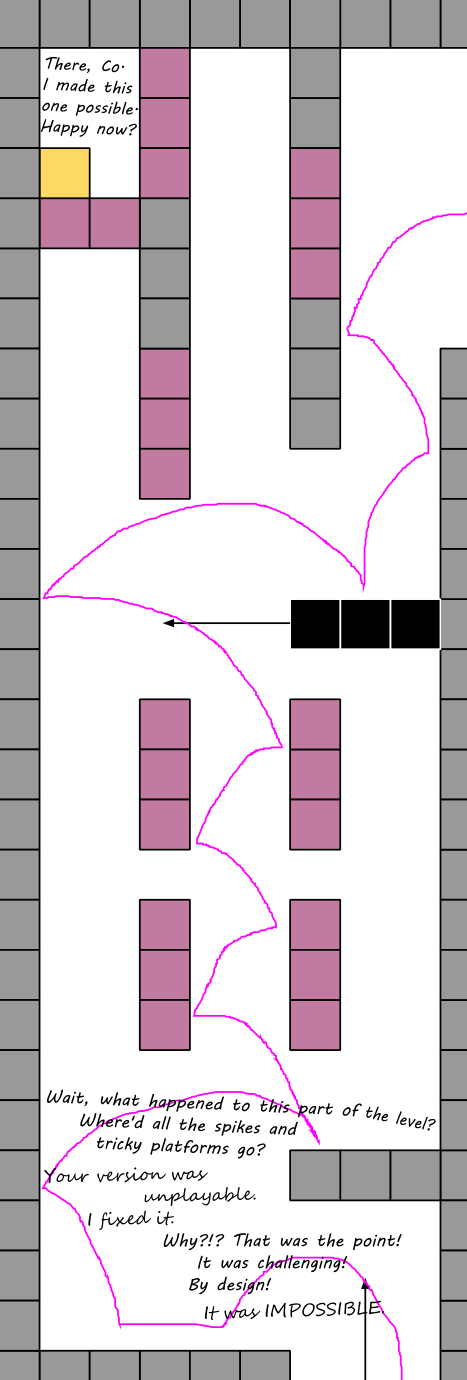 There, Co.
I made this
one possible.
Happy now?
Wait, what happened to this part of the level?
Where'd all the spikes and
tricky platforms go?
Your version was
unplayable.
I fixed it.
Why?!? That was the point!
It was challenging!
By design!
It was IMPOSSIBLE.